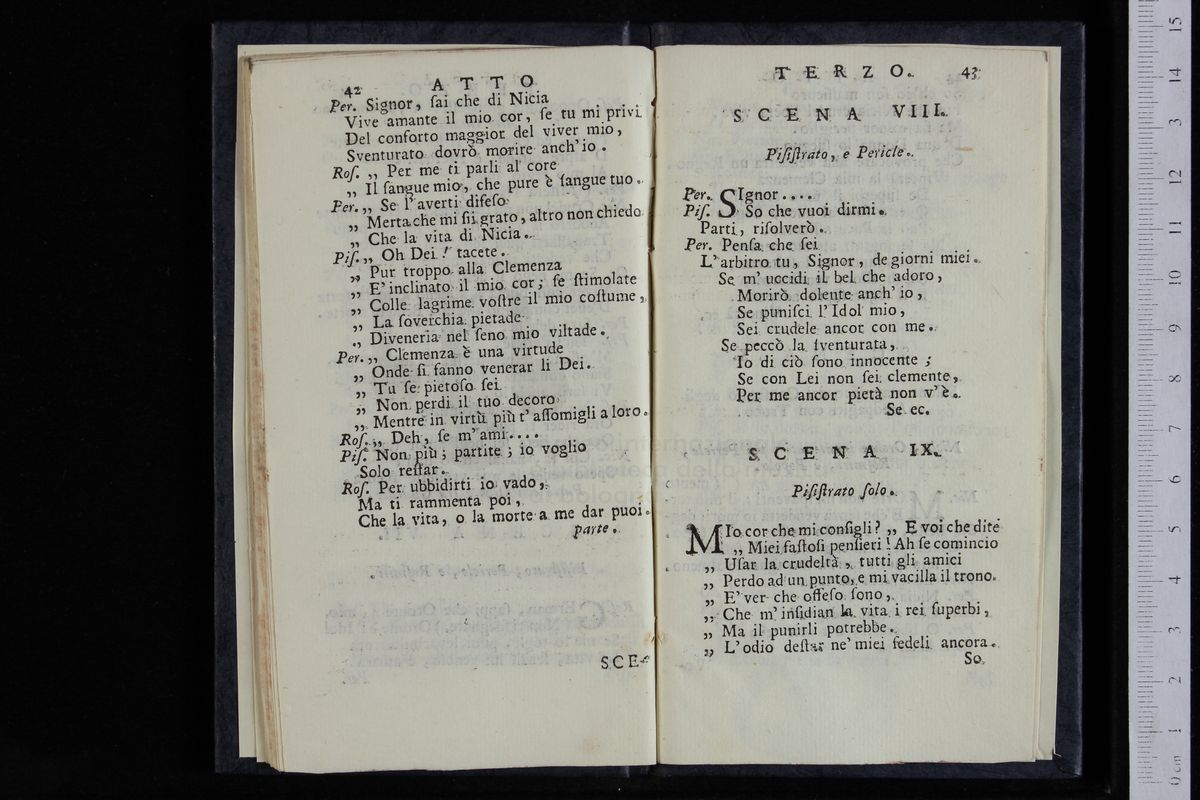 42 ATTO
Per. Signor, ſai che di Nicia
Vive amante il mio cor, ſe tu mi privi
Del conforto maggior del viver mio,
Sventurato dovrò morire anch'io.
Roſ. „ Per me ti parli al core
„ Il ſangue mio, che pure è ſangue tuo.
Per. „ Se l'averti difeſo
„ Merta che mi ſii grato, altro non chiedo
„ Che la vita di Nicia.
Piſ. „ Oh Dei! tacete.
„ Pur troppo alla Clemenza
„ E' inclinato il mio cor; ſe ſtimolate
„ Colle lagrime voſtre il mio coſtume,
„ La ſoverchia pietade
„ Diveneria nel ſeno mio viltade.
Per. „ Clemenza è una virtude
„ Onde ſi fanno venerar li Dei.
„ Tu ſe pietoſo ſei
„ Non perdi il tuo decoro
„ Mentre in virtù più t' aſſomigli a loro.
Roſ. „ Deh, ſe m' ami....
Piſ. Non più; partite; io voglio
Solo reſtar.
Roſ. Per ubbidirti io vado,
Ma ti rammenta poi,
Che la vita, o la morte a me dar puoi.
parte.
SCE-
TERZO. 43
SCENA VIII.
Piſiſtrato, e Pericle.
Per. SIgnor....
Piſ. So che vuoi dirmi.
Parti, riſolverò.
Per. Penſa che ſei
L' arbitro tu, Signor, de giorni miei.
Se m' uccidi il bel che adoro,
Morirò dolente anch' io,
Se puniſci l' Idol mio,
Sei crudele ancor con me.
Se peccò la ſventurata,
Io di ciò ſono innocente;
Se con Lei non ſei clemente,
Per me ancor pietà non v' è.
Se ec.
SCENA IX.
Piſiſtrato ſolo.
MIo cor che mi conſigli? „ E voi che dite
„ Miei faſtoſi penſieri! Ah ſe comincio
„ Uſar la crudeltà, tutti gli amici
„ Perdo ad un punto, e mi vacilla il trono.
„ E' ver che offeſo ſono,
„ Che m' inſidian la vita i rei ſuperbi,
„ Ma il punirli potrebbe
„ L' odio deſtar ne' miei fedeli ancora.
So